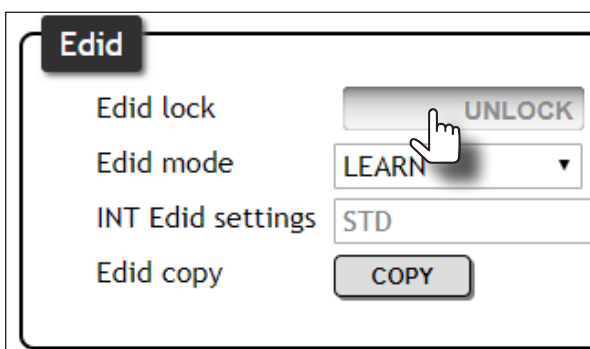 Edid
Edid lock UNLOCK
Edid mode LEARN
INT Edid settings STD
Edid copy COPY